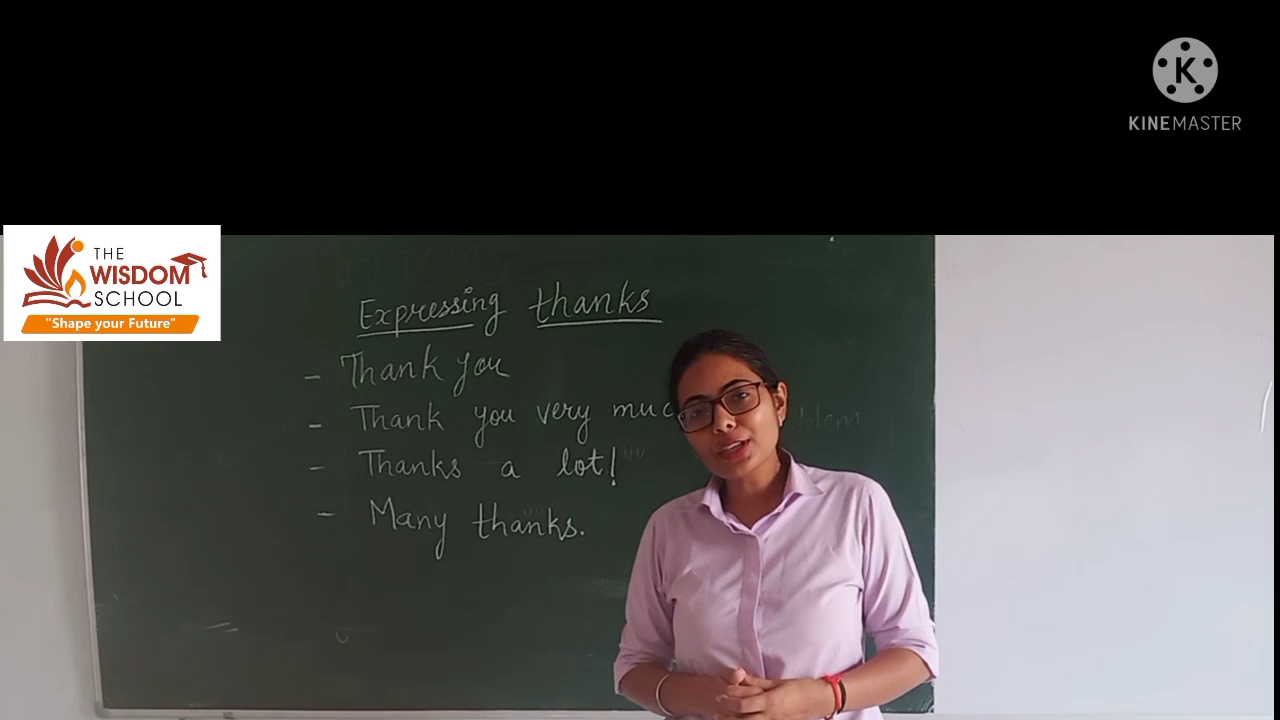 KINEMASTER
THE
WISDOM
SCHOOL
"Shape your Future"
Expressing thanks
- Thank you
- Thank you very muc
- Thanks a lot!
- Many thanks.